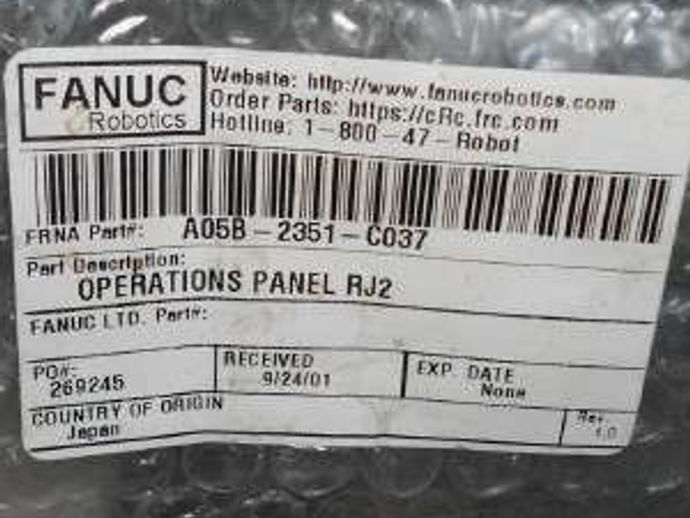 FANUC
Robotics
Website: http://www.fanucrobotics.com
Order Parts: https://cRc.frc.com
Hotline: 1-800-47-Robot
FRNA Part#: A05B-2351-C037
Part Description:
OPERATIONS PANEL RJ2
FANUC LTD. Part#:
PO#:
269245
RECEIVED
9/24/01
EXP DATE
None
COUNTRY OF ORIGIN
Japan
Rev.
1.0